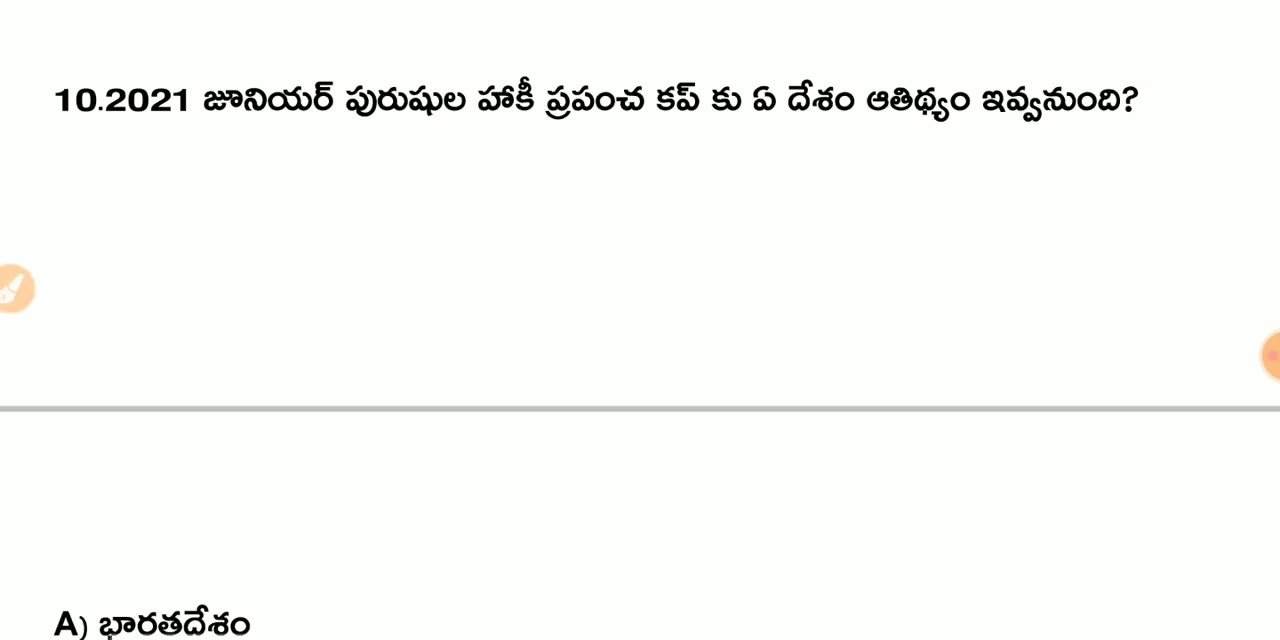 10.2021 జూనియర్ పురుషుల హాకీ ప్రపంచ కప్ కు ఏ దేశం ఆతిథ్యం ఇవ్వనుంది?
A) భారతదేశం